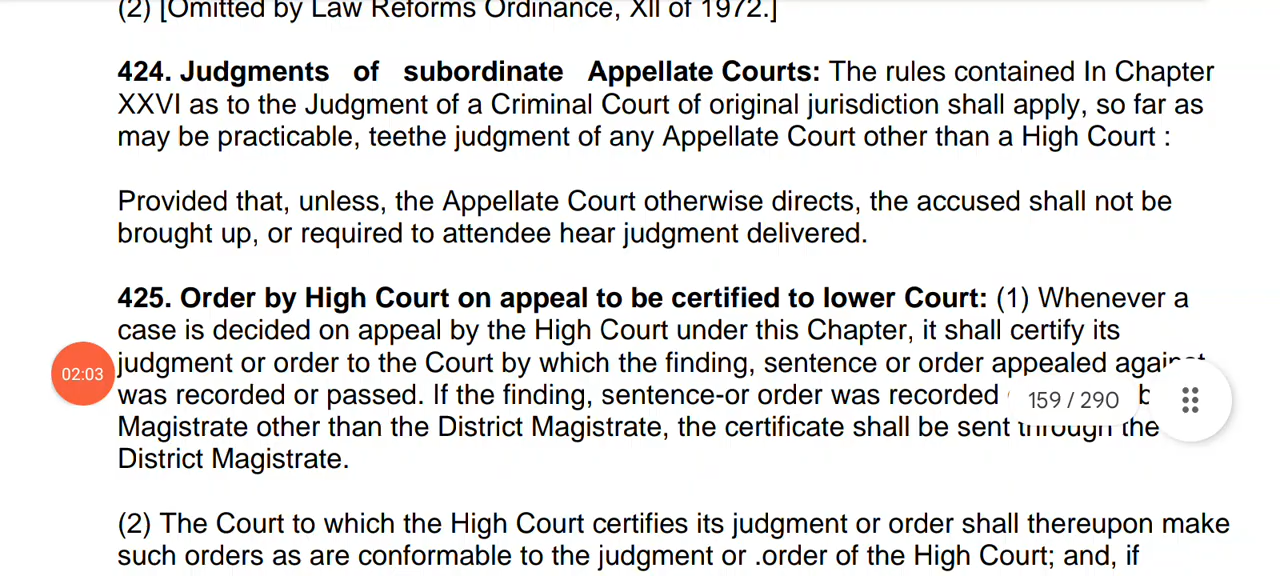 (2) [Omitted by Law Reforms Ordinance, XII of 1972.]
424. Judgments of subordinate Appellate Courts: The rules contained In Chapter
XXVI as to the Judgment of a Criminal Court of original jurisdiction shall apply, so far as
may be practicable, teethe judgment of any Appellate Court other than a High Court :
Provided that, unless, the Appellate Court otherwise directs, the accused shall not be
brought up, or required to attendee hear judgment delivered.
425. Order by High Court on appeal to be certified to lower Court: (1) Whenever a
case is decided on appeal by the High Court under this Chapter, it shall certify its
02:03
judgment or order to the Court by which the finding, sentence or order appealed against
was recorded or passed. If the finding, sentence-or order was recorded
159 / 290
Magistrate other than the District Magistrate, the certificate shall be sent through the
District Magistrate.
(2) The Court to which the High Court certifies its judgment or order shall thereupon make
such orders as are conformable to the judgment or .order of the High Court; and, if